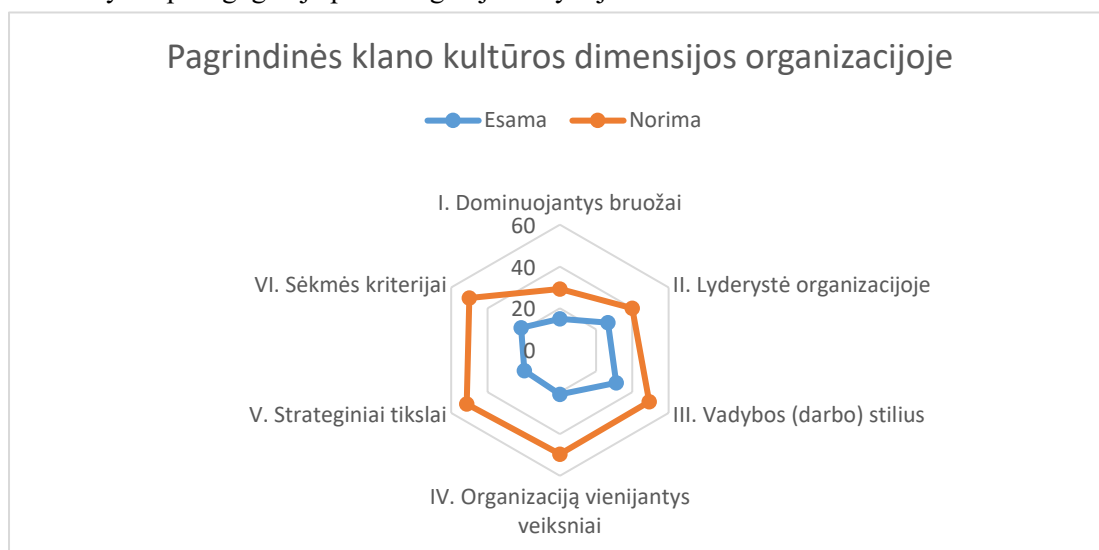 Pagrindinės klano kultūros dimensijos organizacijoje
Esama
Norima
I. Dominuojantys bruožai
60
40
20
0
VI. Sėkmės kriterijai
II. Lyderystė organizacijoje
V. Strateginiai tikslai
III. Vadybos (darbo) stilius
IV. Organizaciją vienijantys
veiksniai